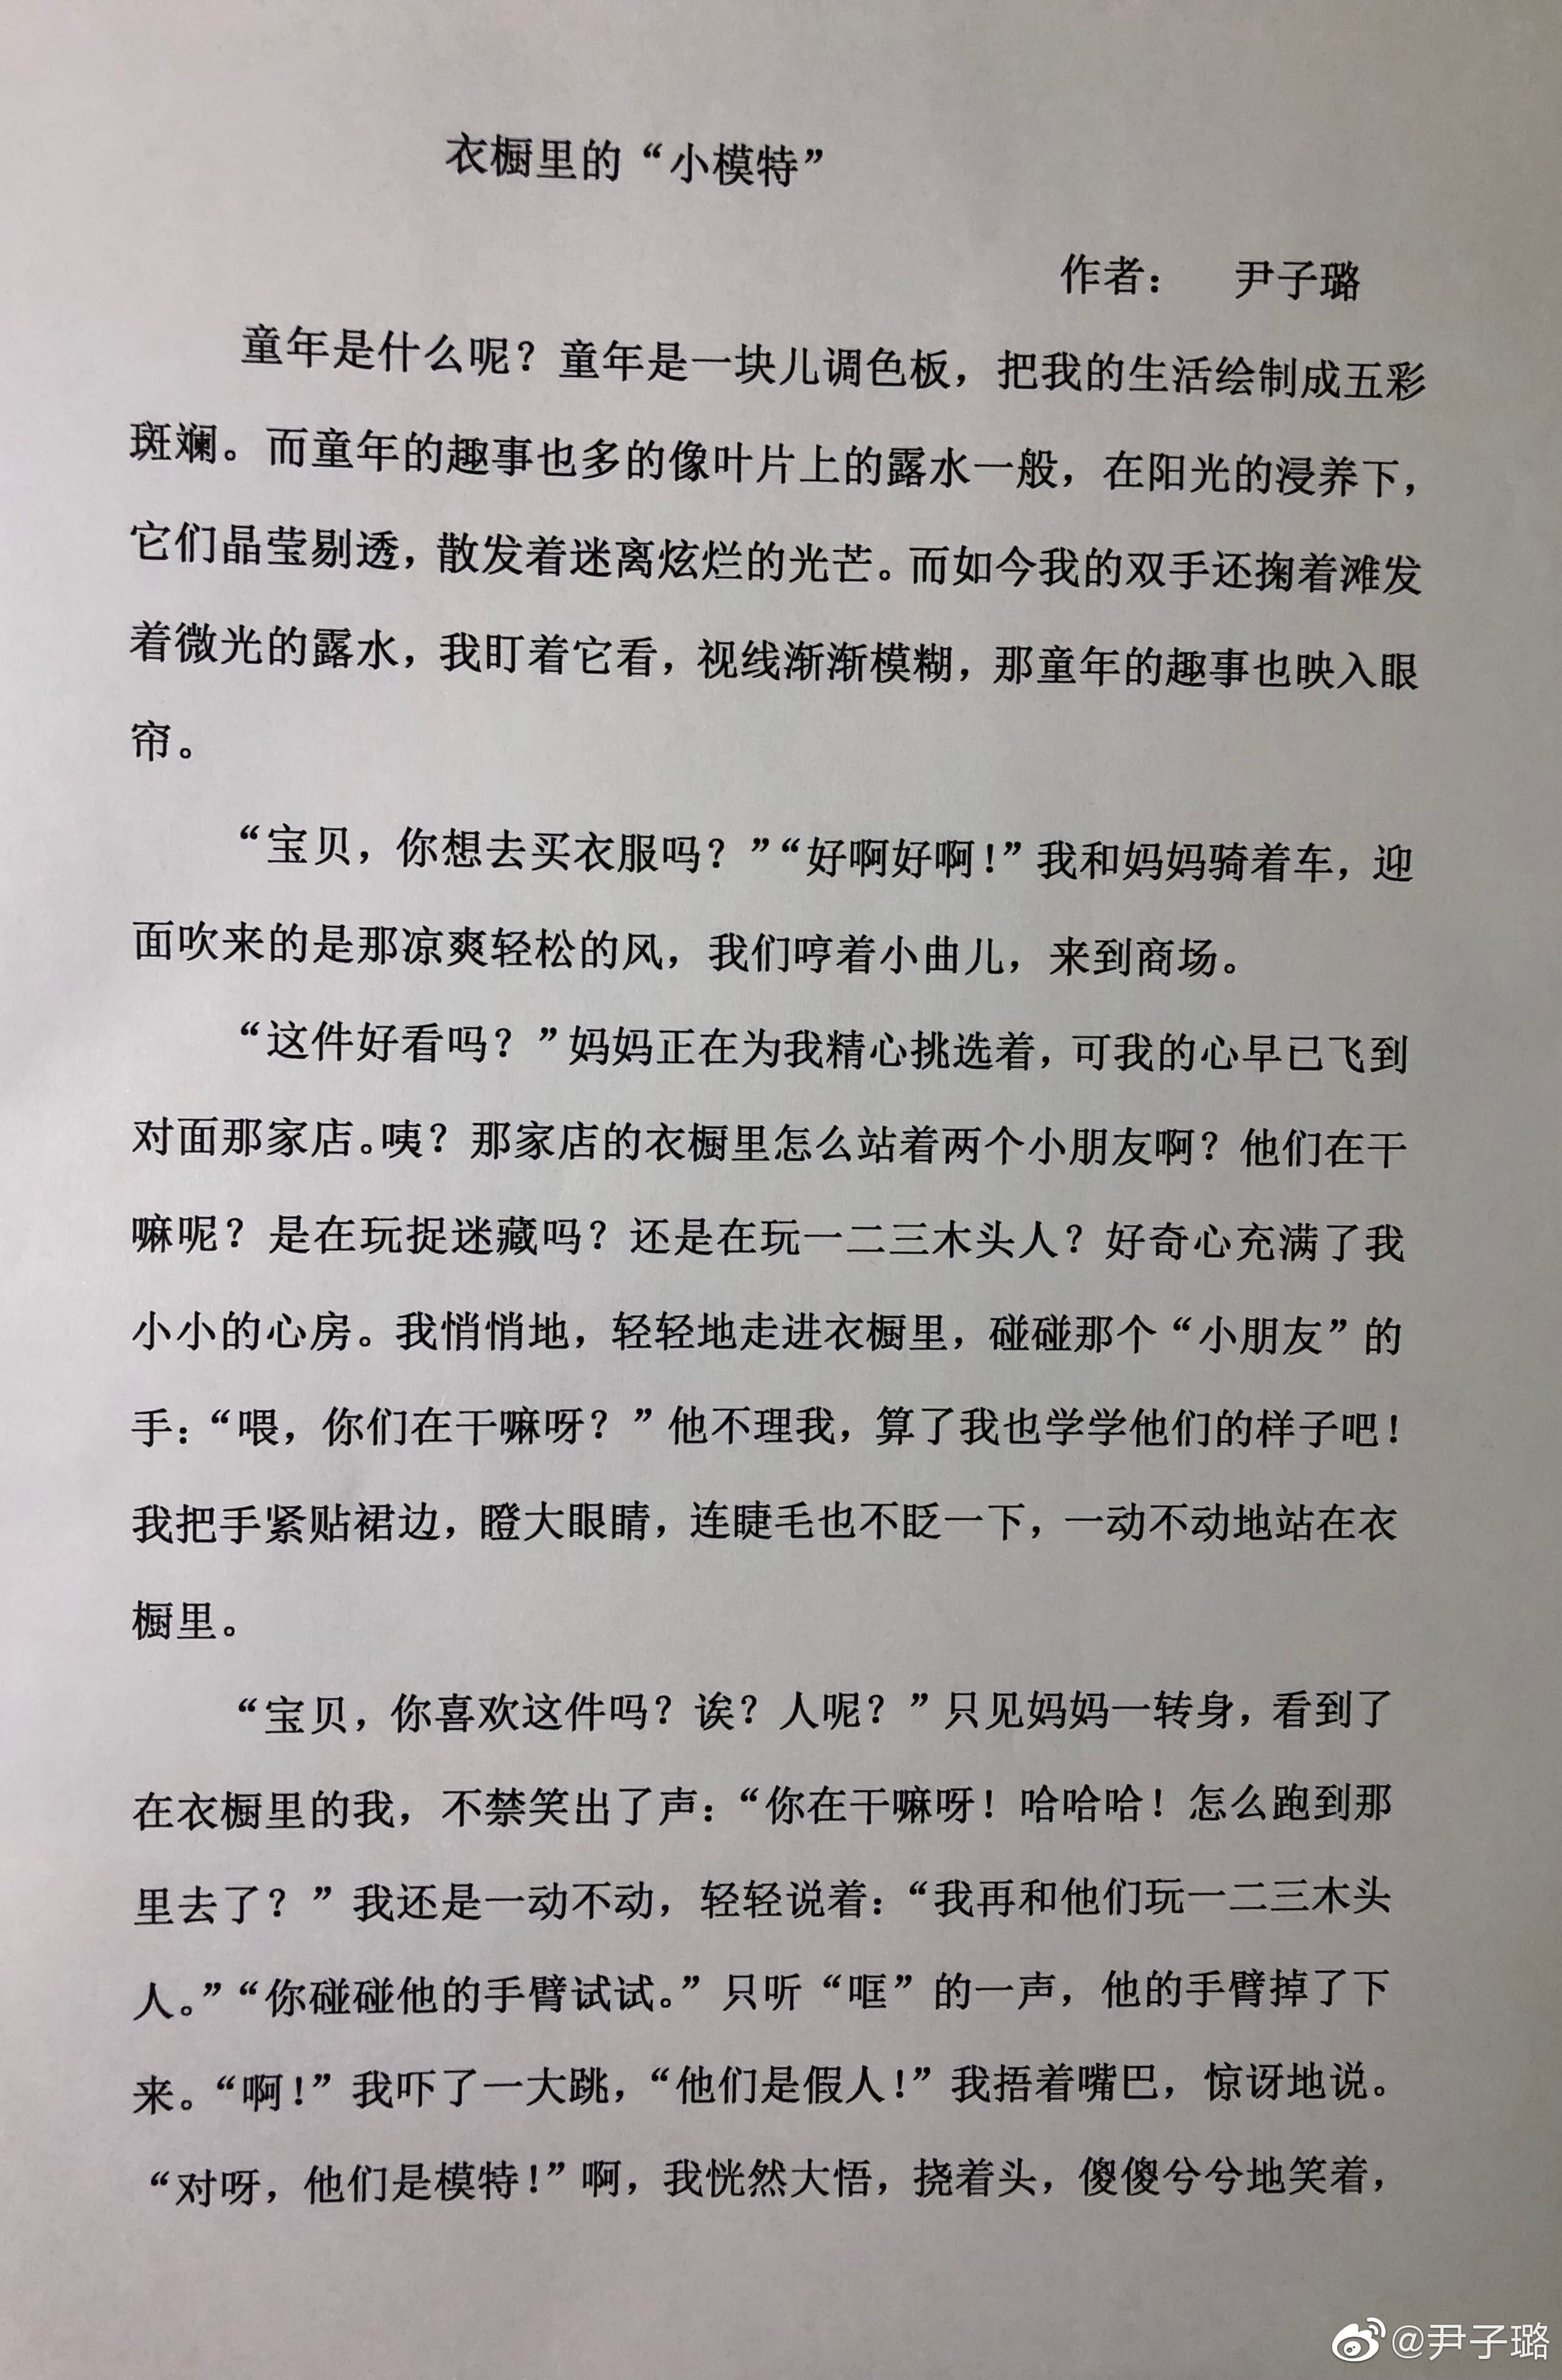 衣橱里的“小模特”
作者： 尹子璐
童年是什么呢？童年是一块儿调色板，把我的生活绘制成五彩
斑斓。而童年的趣事也多的像叶片上的露水一般，在阳光的浸养下，
它们晶莹剔透，散发着迷离炫烂的光芒。而如今我的双手还掬着滩发
着微光的露水，我盯着它看，视线渐渐模糊，那童年的趣事也映入眼
帘。
“宝贝，你想去买衣服吗？”“好啊好啊！”我和妈妈骑着车，迎
面吹来的是那凉爽轻松的风，我们哼着小曲儿，来到商场。
“这件好看吗？”妈妈正在为我精心挑选着，可我的心早已飞到
对面那家店。咦？那家店的衣橱里怎么站着两个小朋友啊？他们在干
嘛呢？是在玩捉迷藏吗？还是在玩一二三木头人？好奇心充满了我
小小的心房。我悄悄地，轻轻地走进衣橱里，碰碰那个“小朋友”的
手：“喂，你们在干嘛呀？”他不理我，算了我也学学他们的样子吧！
我把手紧贴裙边，瞪大眼睛，连睫毛也不眨一下，一动不动地站在衣
橱里。
“宝贝，你喜欢这件吗？诶？人呢？”只见妈妈一转身，看到了
在衣橱里的我，不禁笑出了声：“你在干嘛呀！哈哈哈！怎么跑到那
里去了？”我还是一动不动，轻轻说着：“我再和他们玩一二三木头
人。”“你碰碰他的手臂试试。”只听“哐”的一声，他的手臂掉了下
来。“啊！”我吓了一大跳，“他们是假人！”我捂着嘴巴，惊讶地说。
“对呀，他们是模特！”啊，我恍然大悟，挠着头，傻傻兮兮地笑着，
@尹子璐